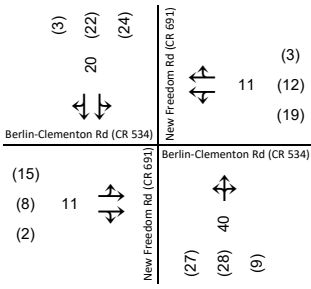 (3) (22) (24)
20
Berlin-Clementon Rd (CR 534)
New Freedom Rd (CR 691)
(3)
11 (12)
(19)
(15)
(8) 11
(2)
New Freedom Rd (CR 691)
Berlin-Clementon Rd (CR 534)
40
(27) (28) (9)